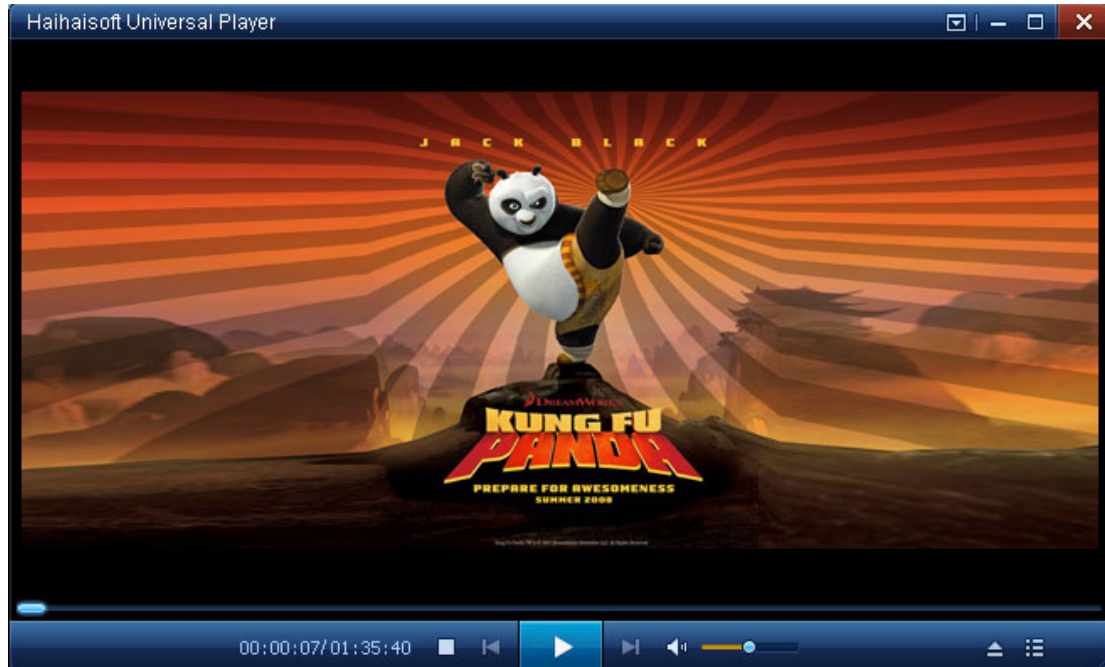 Haihaisoft Universal Player
JACK BLACK
DREAMWORKS
KUNG FU
PANDA
PREPARE FOR AWESOMENESS
SUMMER 2008
00:00:07/01:35:40